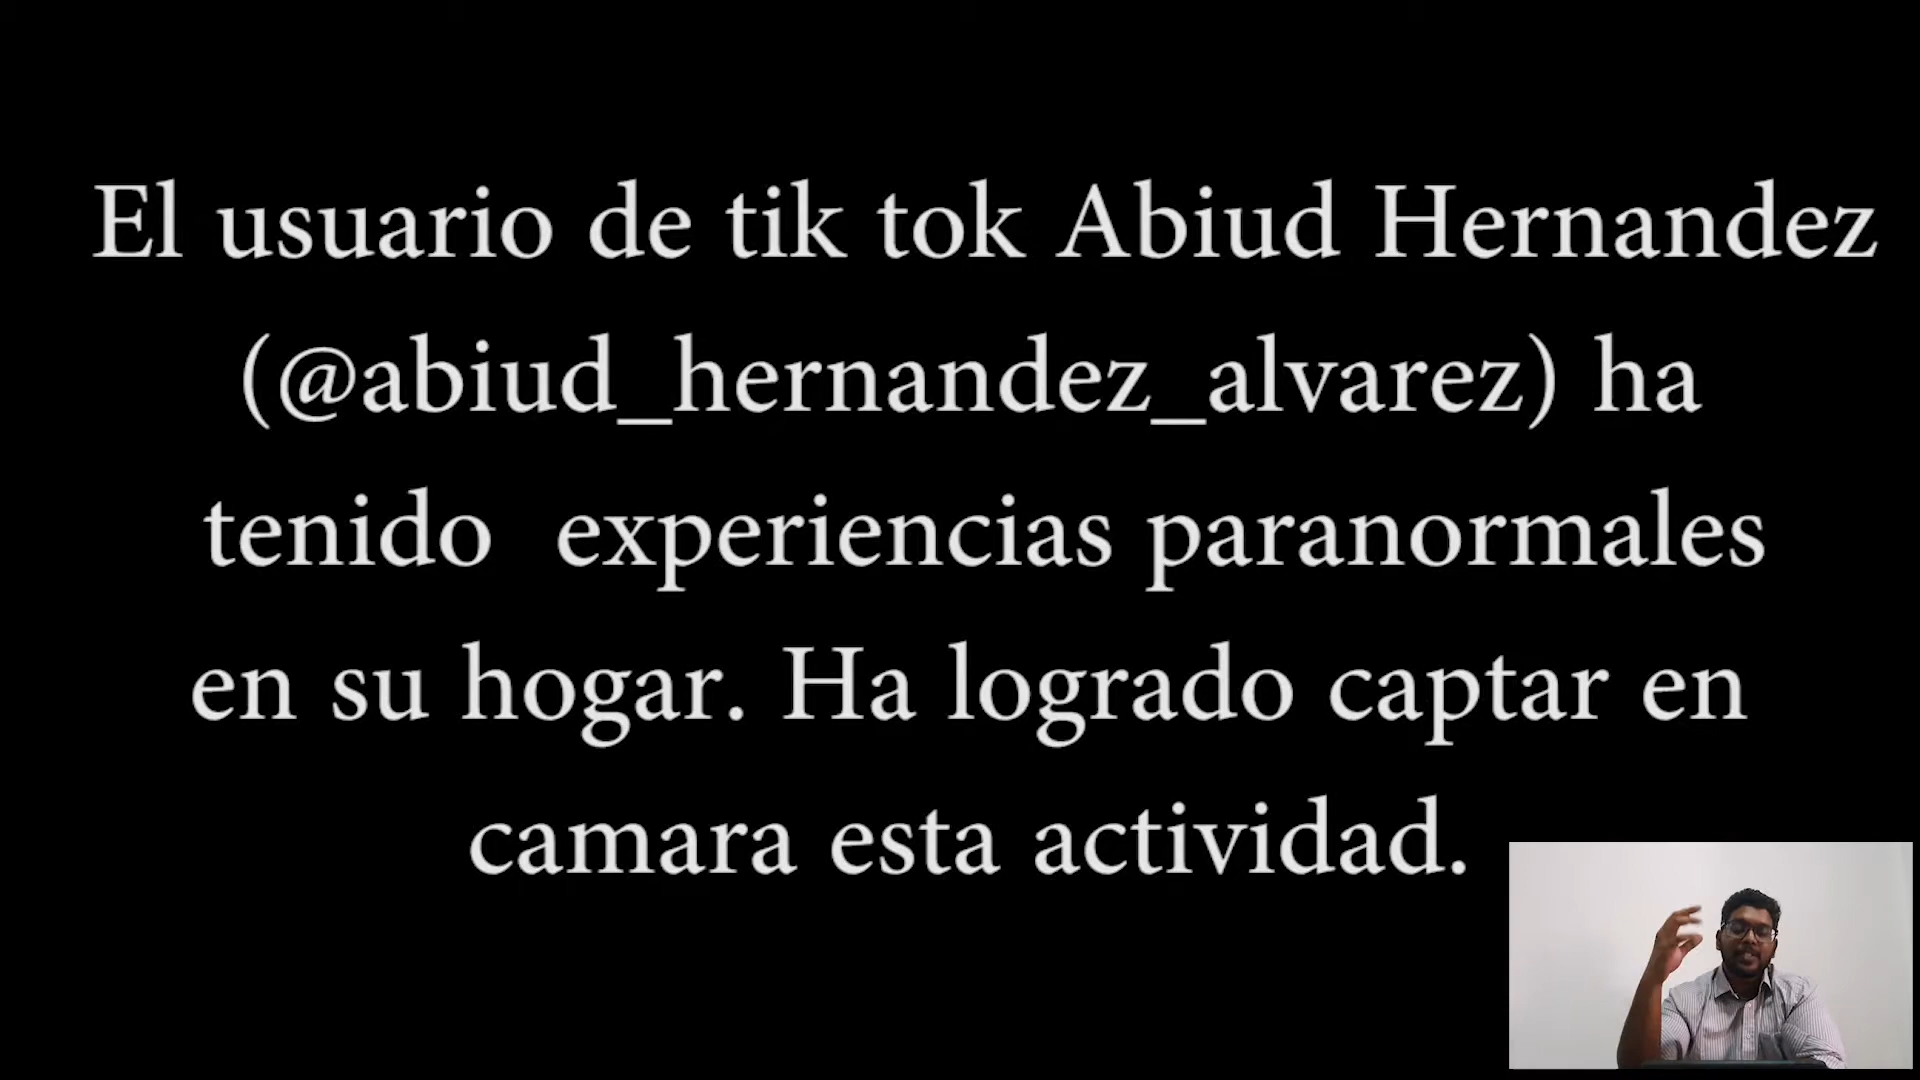 El usuario de tik tok Abiud Hernandez
(@abiud_hernandez_alvarez) ha
tenido  experiencias paranormales
en su hogar. Ha logrado captar en
camara esta actividad.